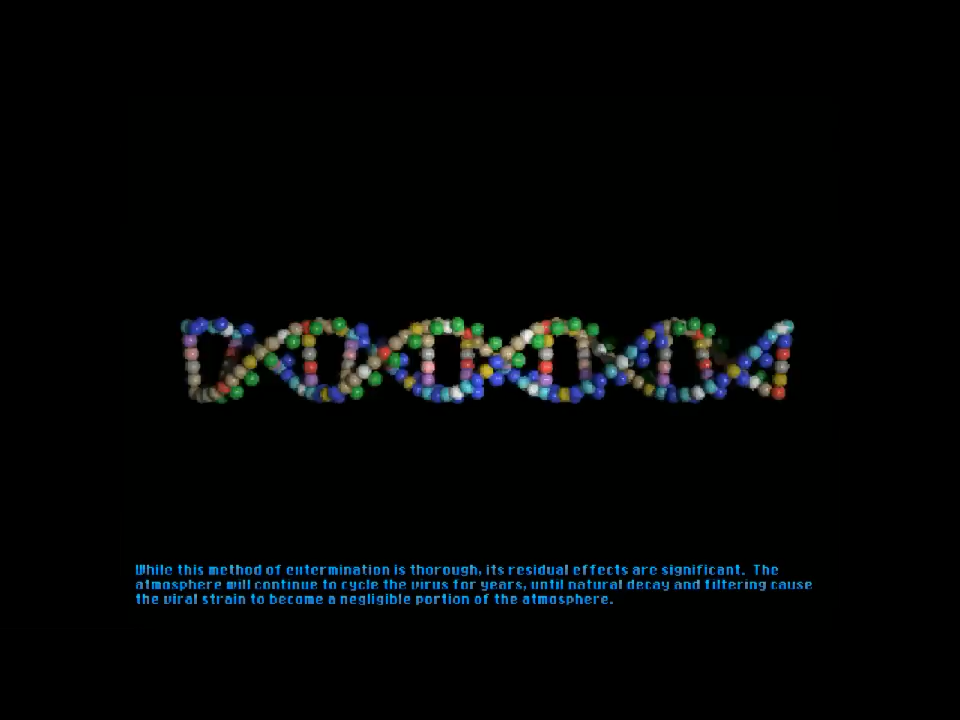 While this method of extermination is thorough, its residual effects are significant.  The
atmosphere will continue to cycle the virus for years, until natural decay and filtering cause
the viral strain to become a negligible portion of the atmosphere.